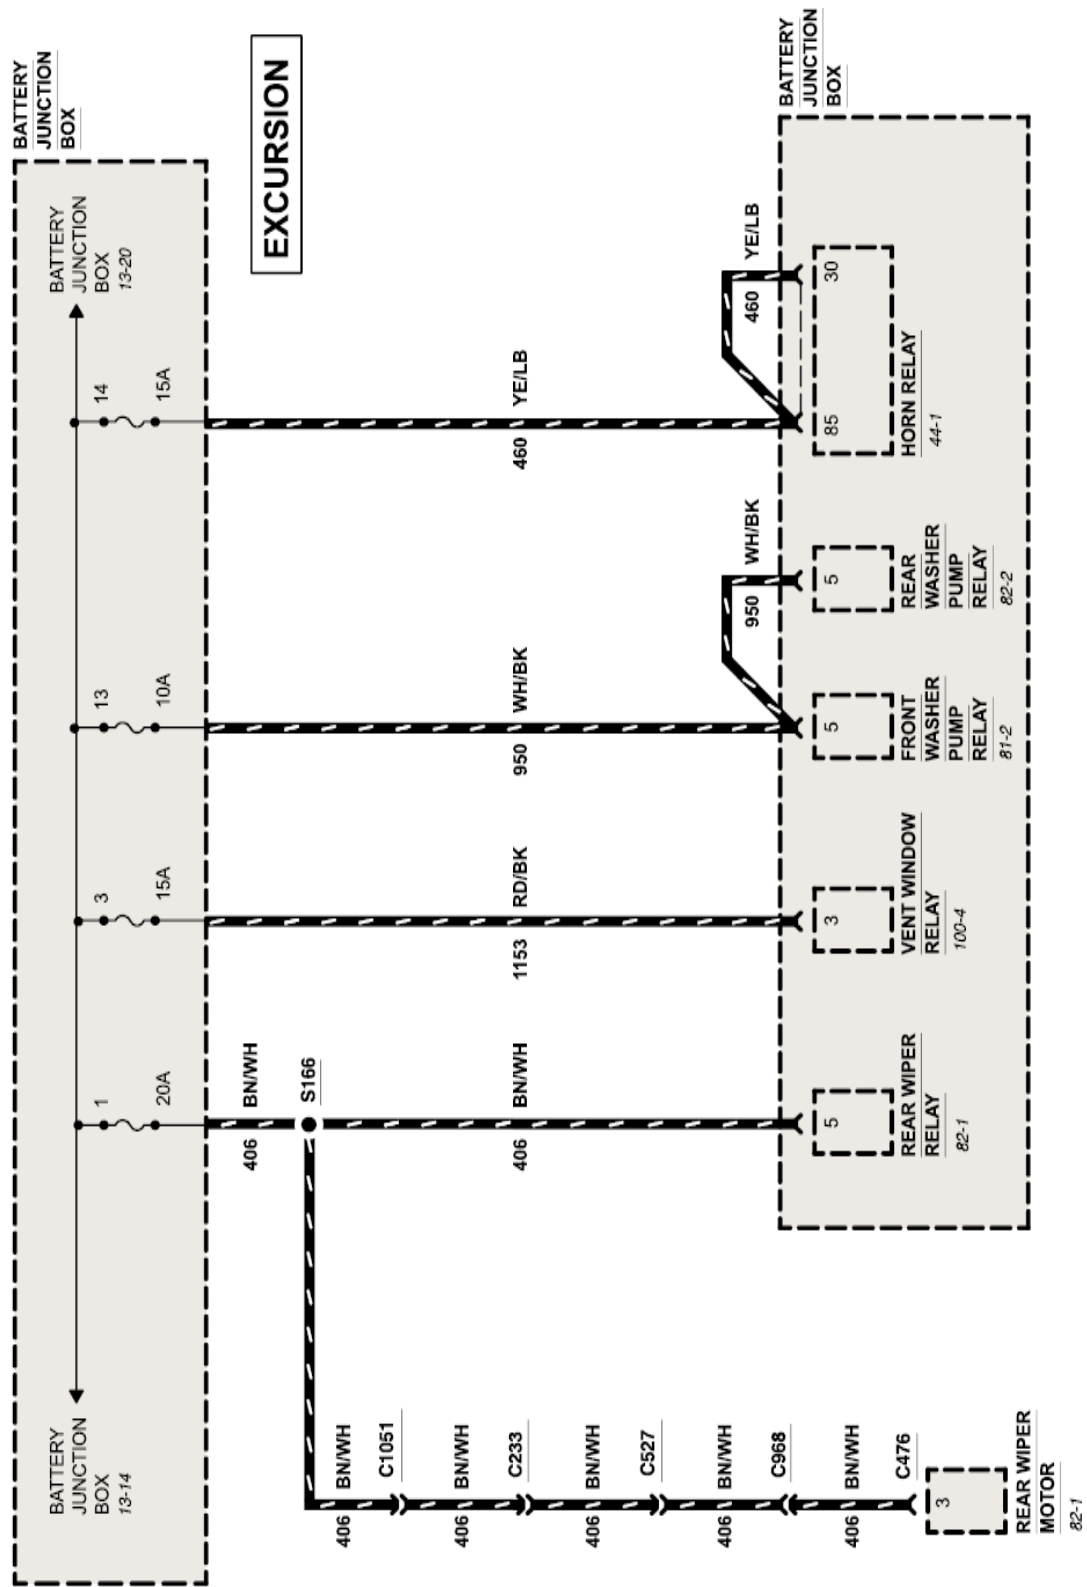 BATTERY
JUNCTION
BOX
BATTERY
JUNCTION
BOX
13-14
BATTERY
JUNCTION
BOX
13-20
1
20A
3
15A
13
10A
14
15A
EXCURSION
406
BN/WH
S166
406
BN/WH
1153
RD/BK
950
WH/BK
460
YE/LB
950
WH/BK
460
YE/LB
406
BN/WH
C1051
406
BN/WH
C233
406
BN/WH
C527
406
BN/WH
C968
406
BN/WH
C476
3
REAR WIPER
MOTOR
82-1
BATTERY
JUNCTION
BOX
5
REAR WIPER
RELAY
82-1
3
VENT WINDOW
RELAY
100-4
5
FRONT
WASHER
PUMP
RELAY
81-2
5
REAR
WASHER
PUMP
RELAY
82-2
85
30
HORN RELAY
44-1